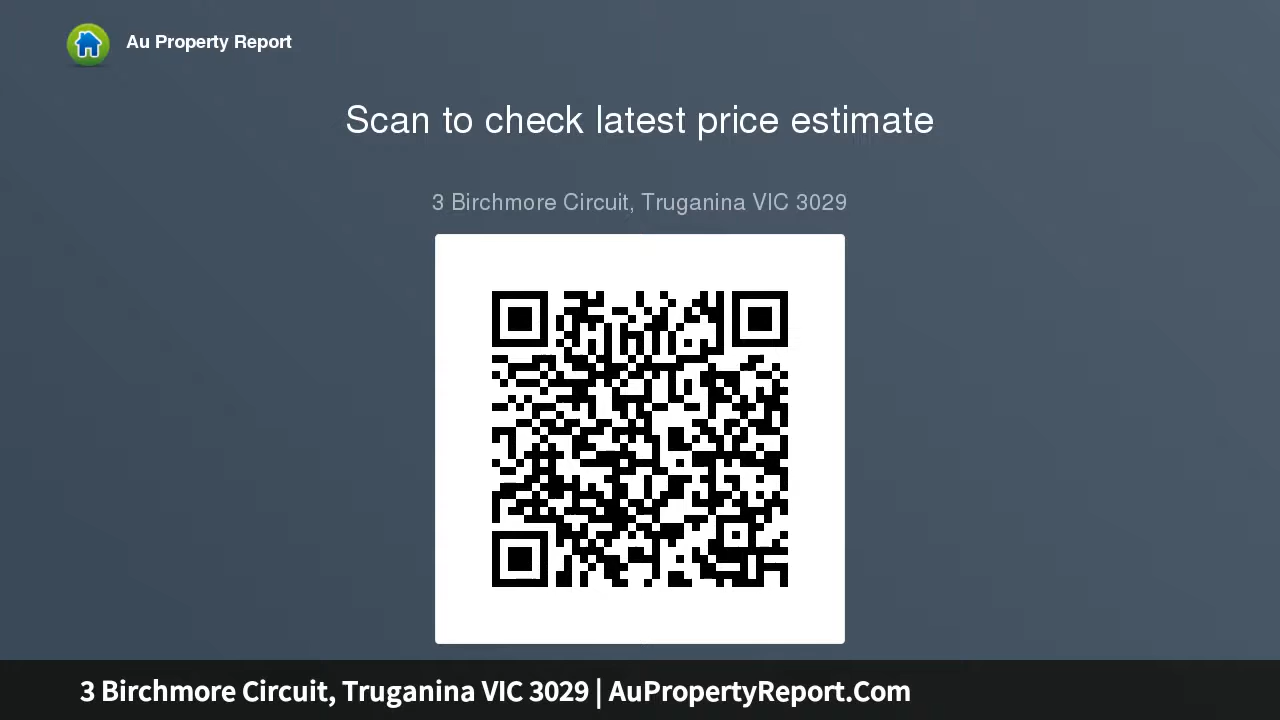 Au Property Report
Scan to check latest price estimate
3 Birchmore Circuit, Truganina VIC 3029
3 Birchmore Circuit, Truganina VIC 3029 | AuPropertyReport.Com